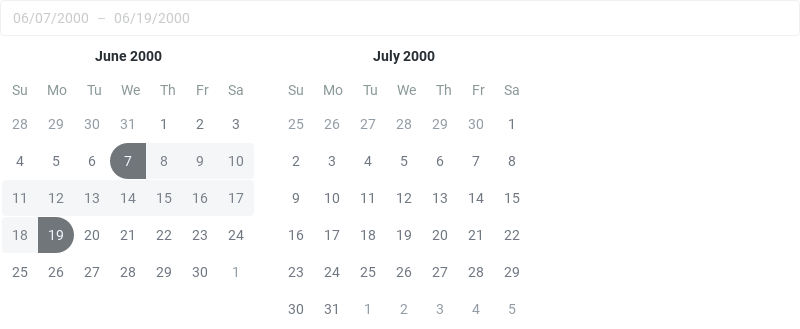 06/07/2000 – 06/19/2000
June 2000
Su Mo Tu We Th Fr Sa
28 29 30 31 1 2 3
4 5 6 7 8 9 10
11 12 13 14 15 16 17
18 19 20 21 22 23 24
25 26 27 28 29 30 1
July 2000
Su Mo Tu We Th Fr Sa
25 26 27 28 29 30 1
2 3 4 5 6 7 8
9 10 11 12 13 14 15
16 17 18 19 20 21 22
23 24 25 26 27 28 29
30 31 1 2 3 4 5